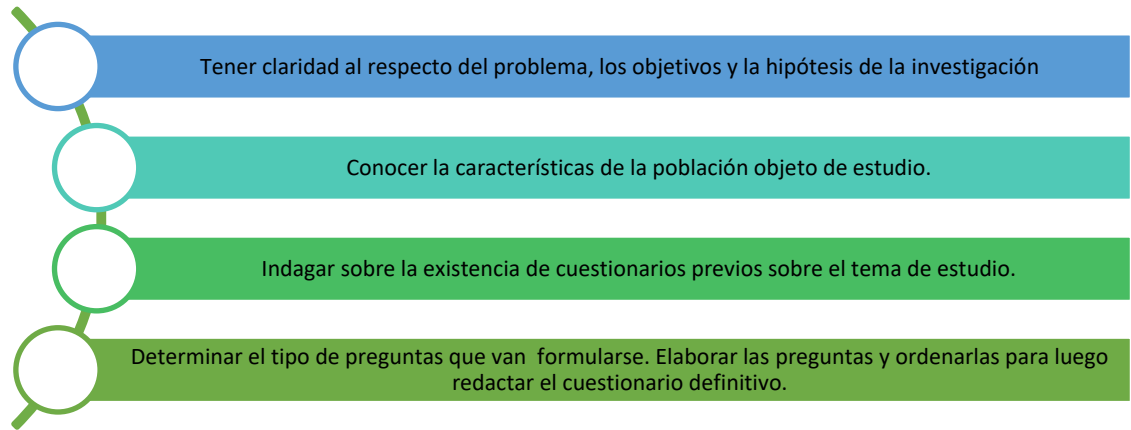 Tener claridad al respecto del problema, los objetivos y la hipótesis de la investigación
Conocer la características de la población objeto de estudio.
Indagar sobre la existencia de cuestionarios previos sobre el tema de estudio.
Determinar el tipo de preguntas que van  formularse. Elaborar las preguntas y ordenarlas para luego
redactar el cuestionario definitivo.